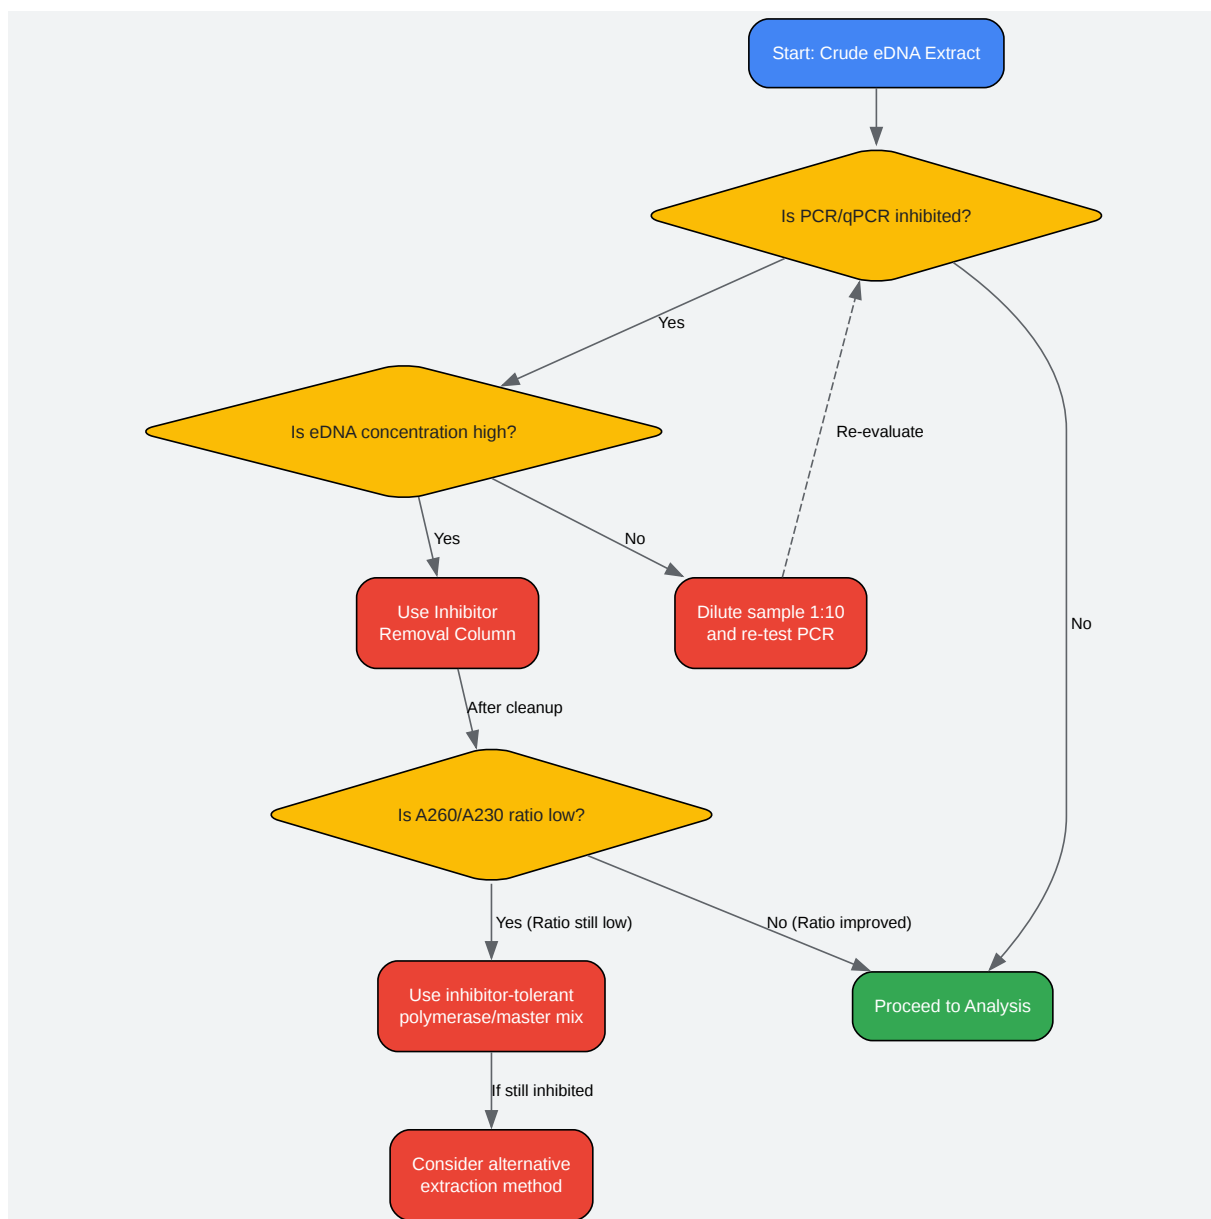 Start: Crude eDNA Extract
Is PCR/qPCR inhibited?
Yes
Is eDNA concentration high?
Re-evaluate
Yes
No
Use Inhibitor
Removal Column
Dilute sample 1:10
and re-test PCR
No
After cleanup
Is A260/A230 ratio low?
Yes (Ratio still low)
No (Ratio improved)
Use inhibitor-tolerant
polymerase/master mix
Proceed to Analysis
If still inhibited
Consider alternative
extraction method